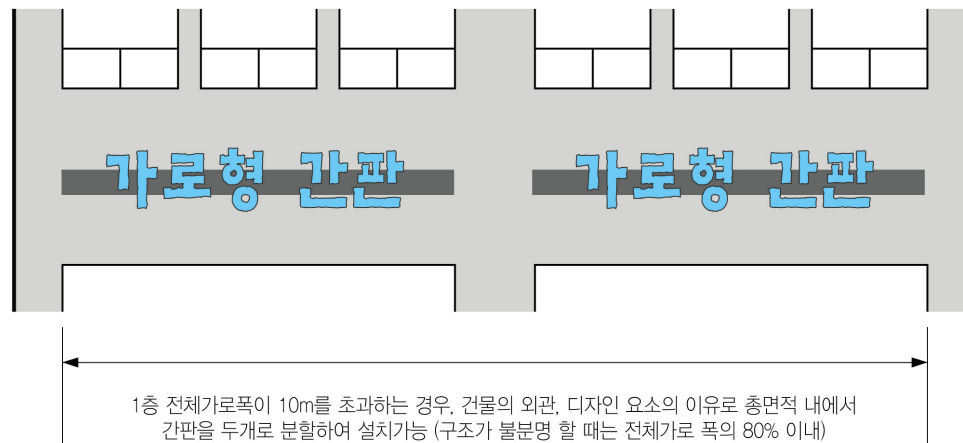 가로형 간판 가로형 간판
1층 전체가로폭이 10m를 초과하는 경우, 건물의 외관, 디자인 요소의 이유로 총면적 내에서
간판을 두개로 분할하여 설치가능 (구조가 불분명 할 때는 전체가로 폭의 80% 이내)